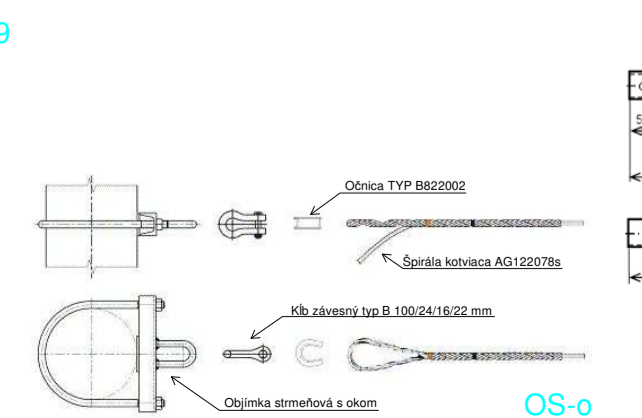 9
Očnica TYP B822002
5
Špirála kotviaca AG122078s
Kĺb závesný typ B 100/24/16/22 mm
Objímka strmeňová s okom
OS-o